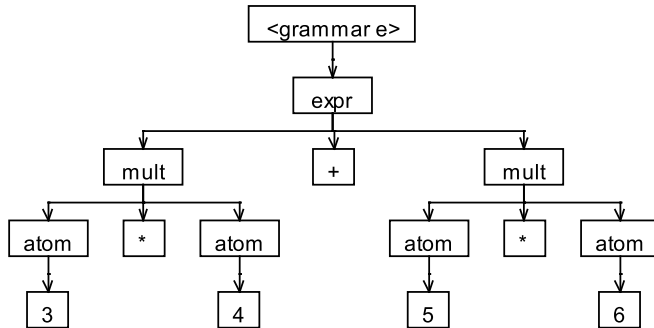 <grammar e>
expr
mult + mult
atom * atom atom * atom
3 4 5 6